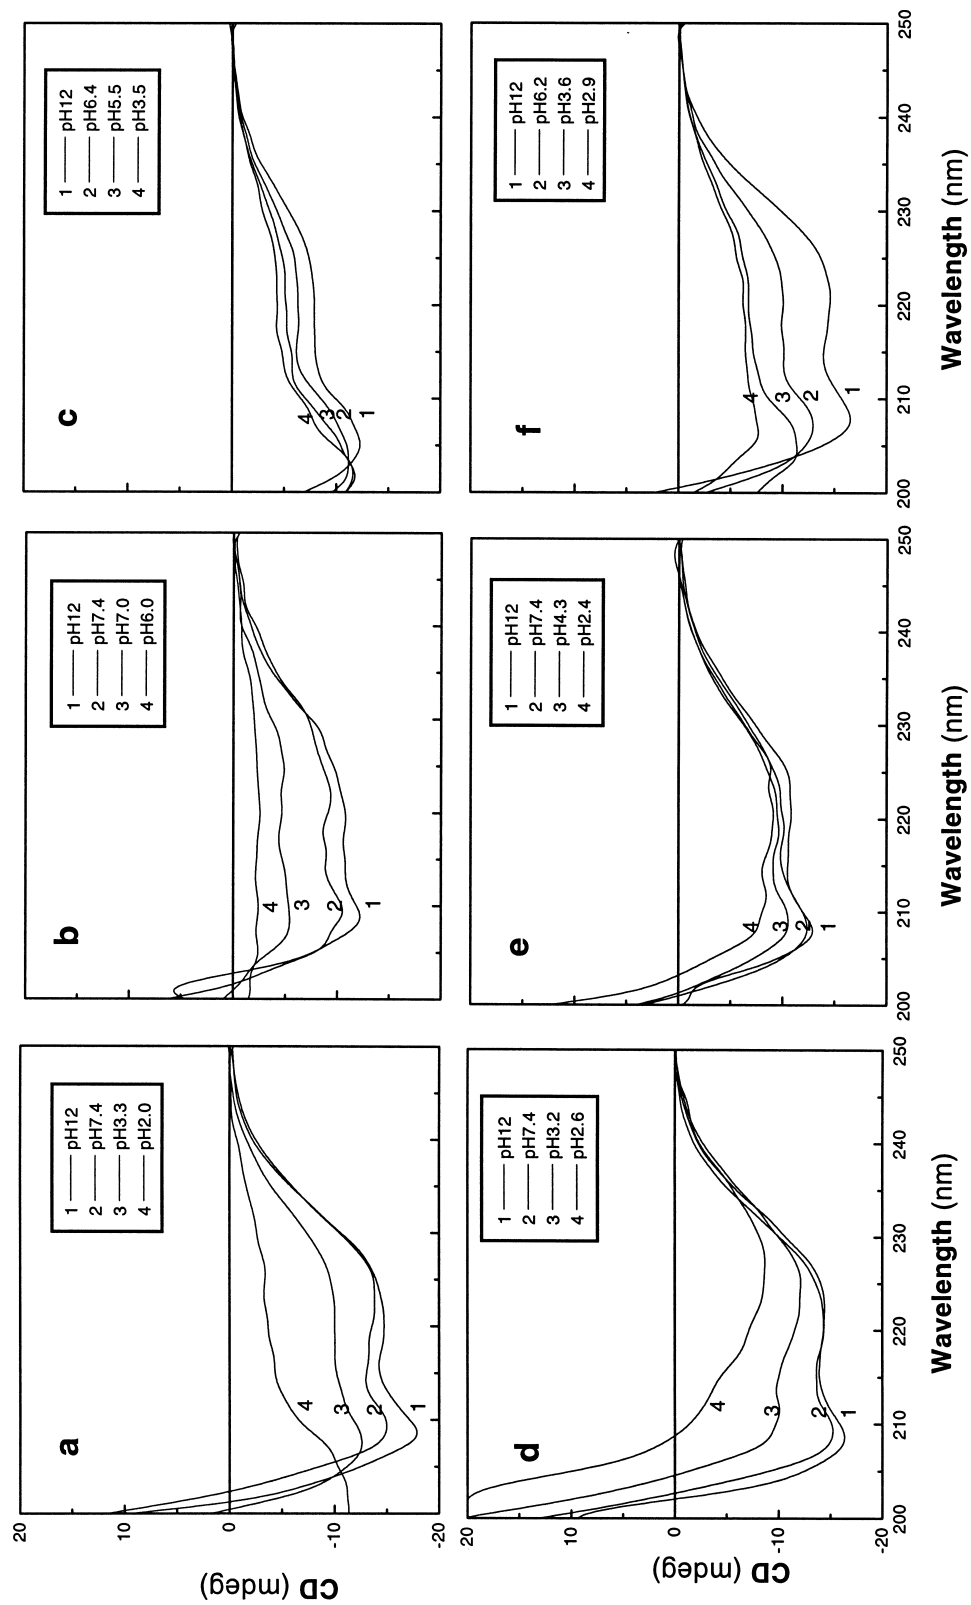 a
1 pH12
2 pH7.4
3 pH3.3
4 pH2.0
4
3
2
1
20
10
0
-10
-20
CD (mdeg)
b
1 pH12
2 pH7.4
3 pH7.0
4 pH6.0
4
3
2
1
c
1 pH12
2 pH6.4
3 pH5.5
4 pH3.5
4
3
2
1
d
1 pH12
2 pH7.4
3 pH3.2
4 pH2.6
4
3
2
1
20
10
0
-10
-20
CD (mdeg)
200 210 220 230 240 250
Wavelength (nm)
e
1 pH12
2 pH7.4
3 pH4.3
4 pH2.4
4
3
2
1
200 210 220 230 240 250
Wavelength (nm)
f
1 pH12
2 pH6.2
3 pH3.6
4 pH2.9
4
3
2
1
200 210 220 230 240 250
Wavelength (nm)